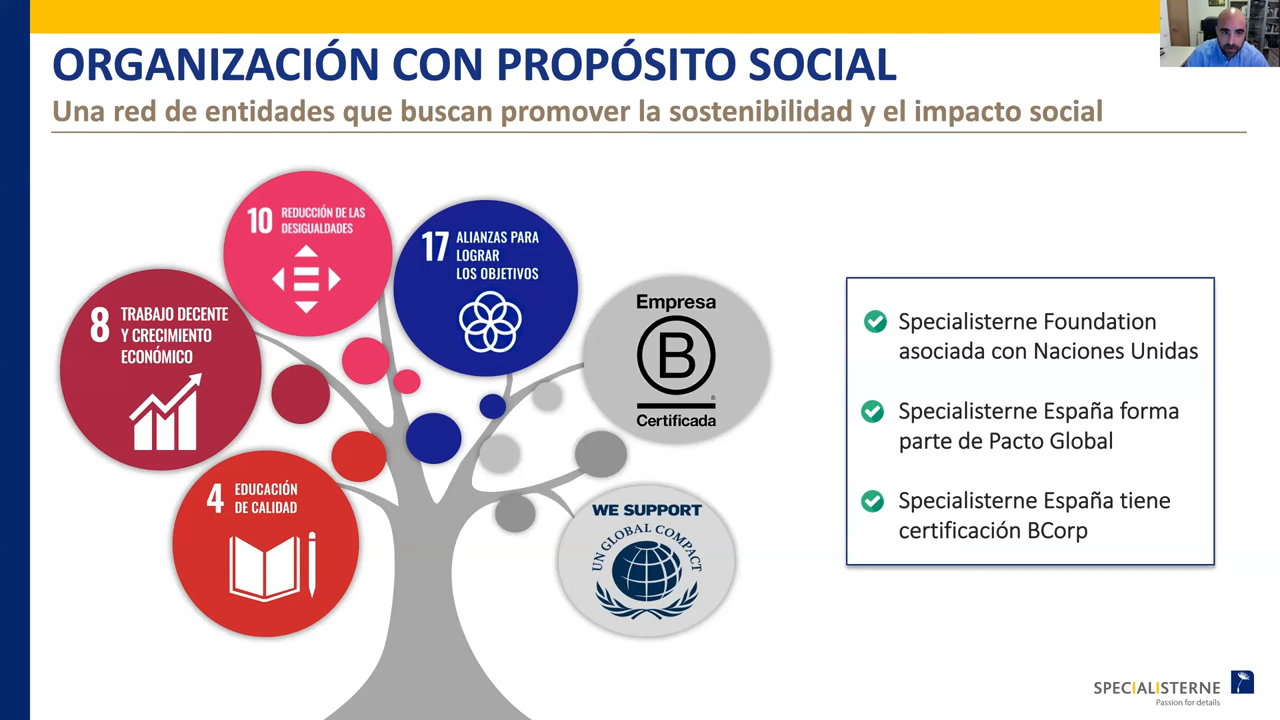 ORGANIZACIÓN CON PROPÓSITO SOCIAL
Una red de entidades que buscan promover la sostenibilidad y el impacto social
10 REDUCCIÓN DE LAS
DESIGUALDADES
17 ALIANZAS PARA
LOGRAR
LOS OBJETIVOS
8 TRABAJO DECENTE
Y CRECIMIENTO
ECONÓMICO
4 EDUCACIÓN
DE CALIDAD
Empresa
B
®
Certificada
WE SUPPORT
UN GLOBAL COMPACT
Specialisterne Foundation
asociada con Naciones Unidas
Specialisterne España forma
parte de Pacto Global
Specialisterne España tiene
certificación BCorp
SPECIALISTERNE
Passion for details